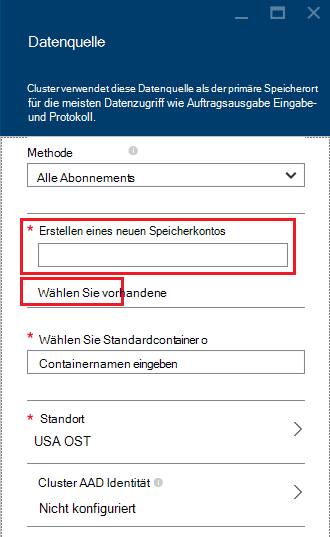 Datenquelle
Cluster verwendet diese Datenquelle als der primäre Speicherort
für die meisten Datenzugriff wie Auftragsausgabe Eingabe-
und Protokoll.
Methode
Alle Abonnements
* Erstellen eines neuen Speicherkontos
Wählen Sie vorhandene
* Wählen Sie Standardcontainer o
Containernamen eingeben
* Standort
USA OST
Cluster AAD Identität
Nicht konfiguriert